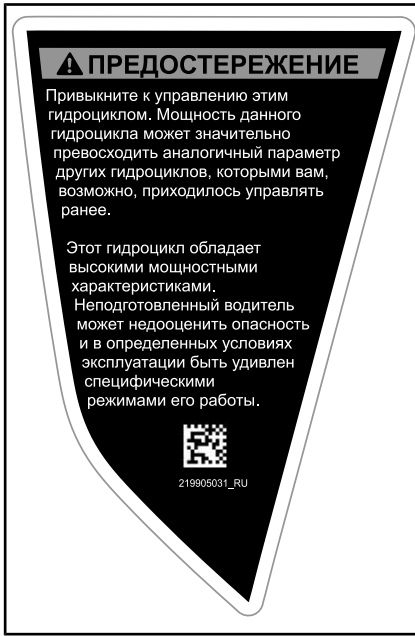 ПРЕДОСТЕРЕЖЕНИЕ
Привыкните к управлению этим
гидроциклом. Мощность данного
гидроцикла может значительно
превосходить аналогичный параметр
других гидроциклов, которыми вам,
возможно, приходилось управлять
ранее.
Этот гидроцикл обладает
высокими мощностными
характеристиками.
Неподготовленный водитель
может недооценить опасность
и в определенных условиях
эксплуатации быть удивлен
специфическими
режимами его работы.
219905031_RU